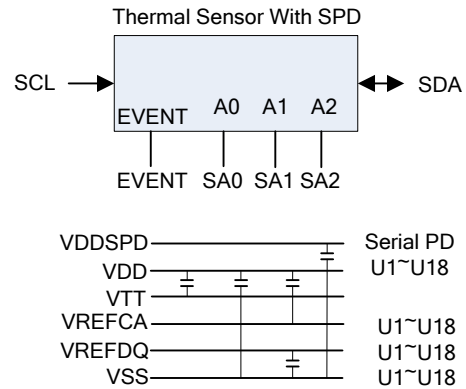 Thermal Sensor With SPD
SCL
SDA
EVENT A0 A1 A2
EVENT SA0 SA1 SA2
VDDSPD Serial PD
VDD U1~U18
VTT
VREFCA U1~U18
VREFDQ U1~U18
VSS U1~U18